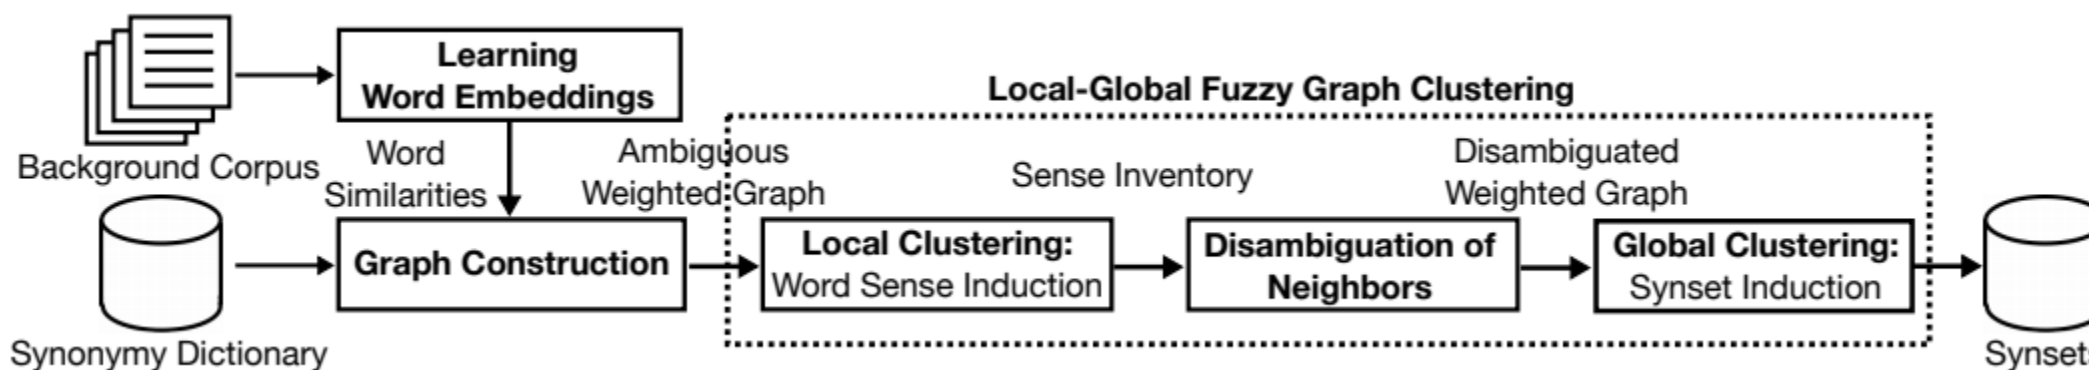 Learning
Word Embeddings
Local-Global Fuzzy Graph Clustering
Background Corpus
Word
Similarities
Ambiguous
Weighted Graph
Sense Inventory
Disambiguated
Weighted Graph
Graph Construction
Local Clustering:
Word Sense Induction
Disambiguation of
Neighbors
Global Clustering:
Synset Induction
Synonymy Dictionary
Synsets